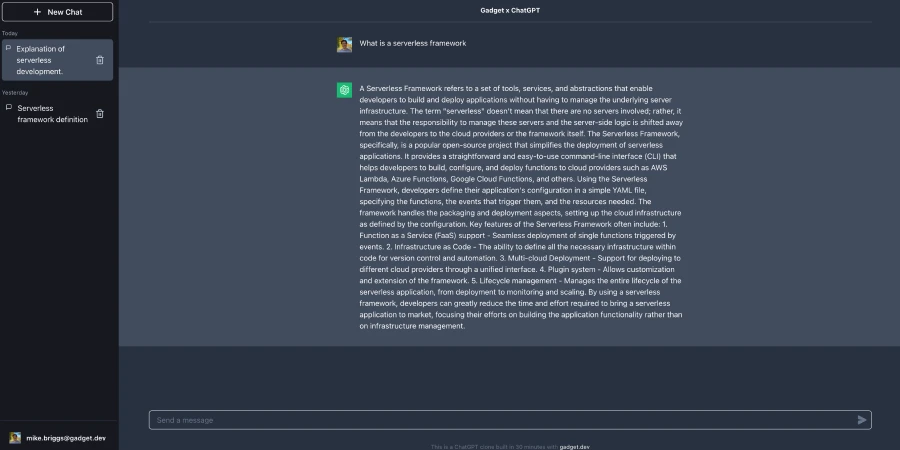 New Chat
Today
Explanation of
serverless
development.
Yesterday
Serverless
framework definition
mike.briggs@gadget.dev
Gadget x ChatGPT
What is a serverless framework
A Serverless Framework refers to a set of tools, services, and abstractions that enable
developers to build and deploy applications without having to manage the underlying server
infrastructure. The term "serverless" doesn't mean that there are no servers involved; rather, it
means that the responsibility to manage these servers and the server-side logic is shifted away
from the developers to the cloud providers or the framework itself. The Serverless Framework,
specifically, is a popular open-source project that simplifies the deployment of serverless
applications. It provides a straightforward and easy-to-use command-line interface (CLI) that
helps developers to build, configure, and deploy functions to cloud providers such as AWS
Lambda, Azure Functions, Google Cloud Functions, and others. Using the Serverless
Framework, developers define their application's configuration in a simple YAML file,
specifying the functions, the events that trigger them, and the resources needed. The
framework handles the packaging and deployment aspects, setting up the cloud infrastructure
as defined by the configuration. Key features of the Serverless Framework often include: 1.
Function as a Service (FaaS) support - Seamless deployment of single functions triggered by
events. 2. Infrastructure as Code - The ability to define all the necessary infrastructure within
code for version control and automation. 3. Multi-cloud Deployment - Support for deploying to
different cloud providers through a unified interface. 4. Plugin system - Allows customization
and extension of the framework. 5. Lifecycle management - Manages the entire lifecycle of the
serverless application, from deployment to monitoring and scaling. By using a serverless
framework, developers can greatly reduce the time and effort required to bring a serverless
application to market, focusing their efforts on building the application functionality rather than
on infrastructure management.
Send a message
This is a ChatGPT clone built in 30 minutes with gadget.dev